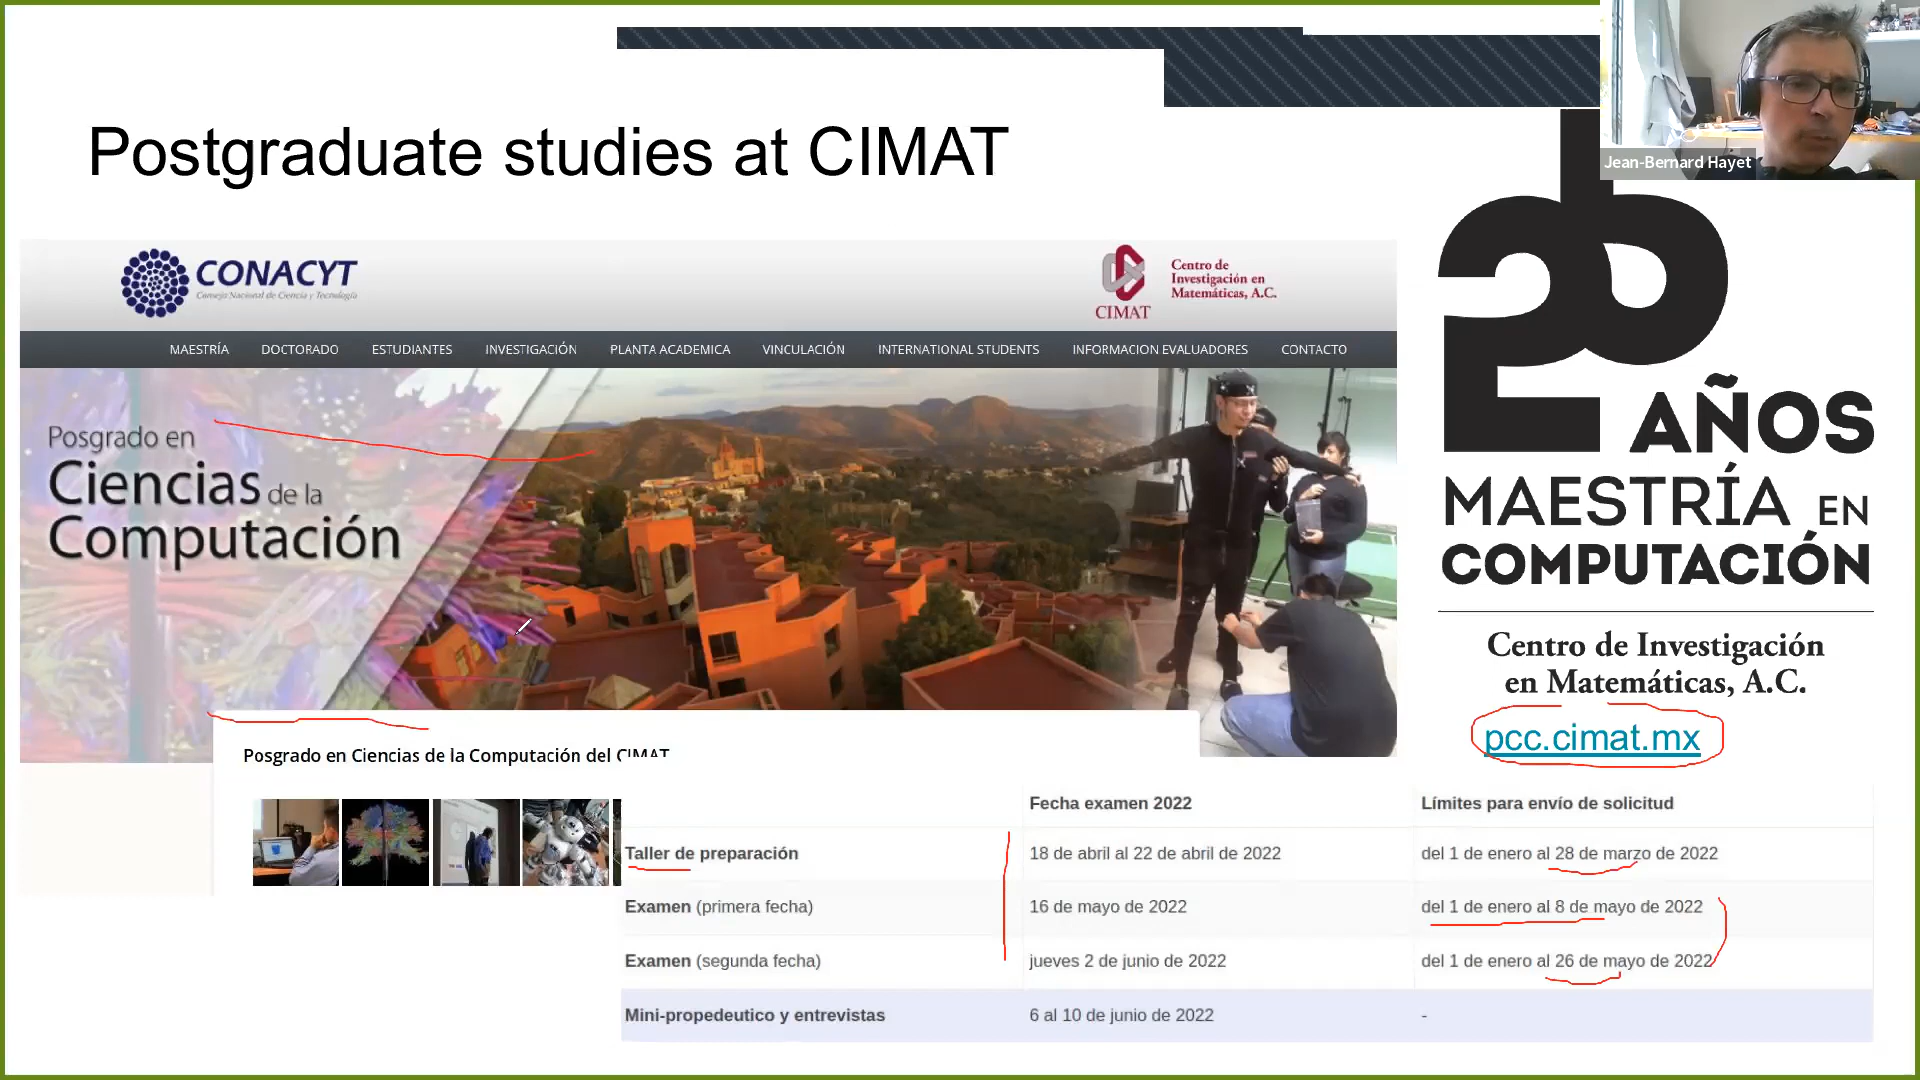 Jean-Bernard Hayet
Postgraduate studies at CIMAT
CONACYT
Consejo Nacional de Ciencia y Tecnología
Centro de
Investigación en
Matemáticas, A.C.
CIMAT
MAESTRÍA DOCTORADO ESTUDIANTES INVESTIGACIÓN PLANTA ACADEMICA VINCULACIÓN INTERNATIONAL STUDENTS INFORMACION EVALUADORES CONTACTO
Posgrado en
Ciencias de la
Computación
20 AÑOS
MAESTRÍA EN
COMPUTACIÓN
Centro de Investigación
en Matemáticas, A.C.
pcc.cimat.mx
Posgrado en Ciencias de la Computación del CIMAT
Fecha examen 2022 Límites para envío de solicitud
Taller de preparación 18 de abril al 22 de abril de 2022 del 1 de enero al 28 de marzo de 2022
Examen (primera fecha) 16 de mayo de 2022 del 1 de enero al 8 de mayo de 2022
Examen (segunda fecha) jueves 2 de junio de 2022 del 1 de enero al 26 de mayo de 2022
Mini-propedeutico y entrevistas 6 al 10 de junio de 2022 -